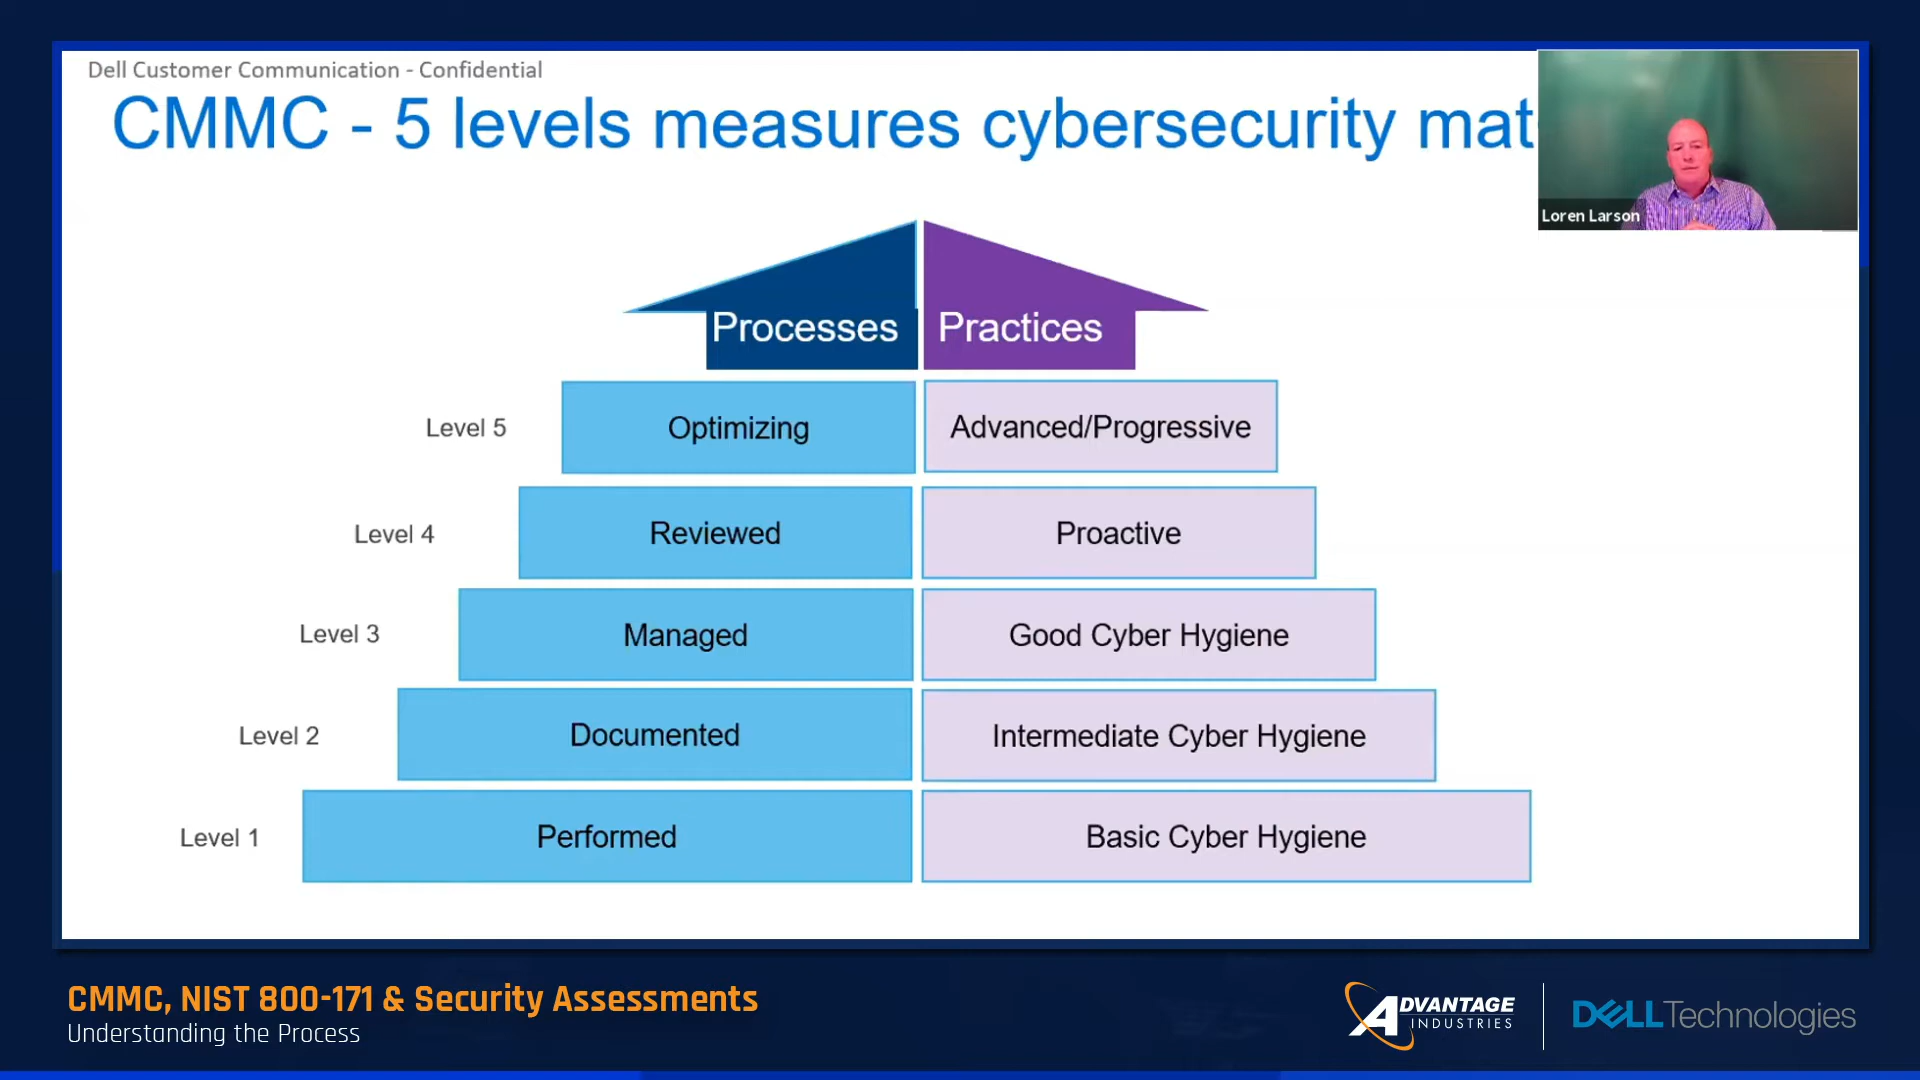 Dell Customer Communication - Confidential
CMMC - 5 levels measures cybersecurity mat
Loren Larson
Processes Practices
Level 5 Optimizing Advanced/Progressive
Level 4 Reviewed Proactive
Level 3 Managed Good Cyber Hygiene
Level 2 Documented Intermediate Cyber Hygiene
Level 1 Performed Basic Cyber Hygiene
CMMC, NIST 800-171 & Security Assessments
Understanding the Process
ADVANTAGE
INDUSTRIES
DELL Technologies